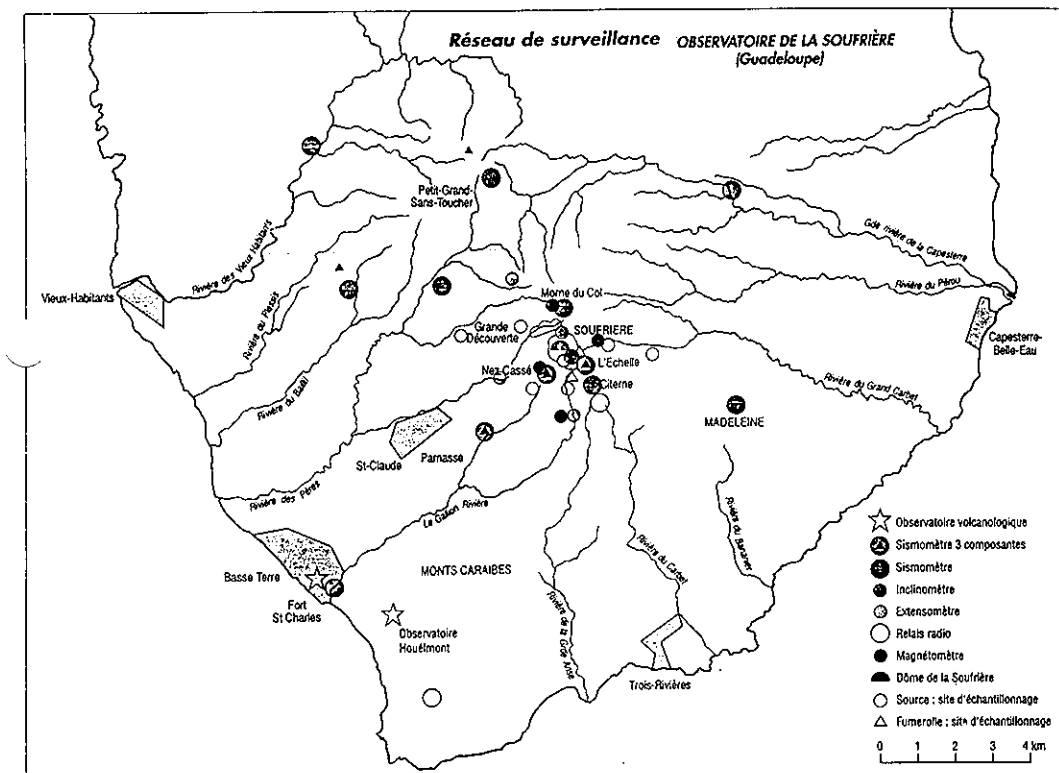 Réseau de surveillance OBSERVATOIRE DE LA SOUFRIÈRE
(Guadeloupe)
Petit-Grand-
Sans-Toucher
Rivière des Vieux Habitants
Gde rivière de la Capesterre
Vieux-Habitants
Rivière du Plessis
Rivière du Pérou
Morne du Col
Grande
Découverte
SOUFRIERE
Capesterre-
Belle-Eau
L'Echelle
Nez-Cassé
Citerne
Rivière du Baillif
Rivière du Grand Carbet
MADELEINE
St-Claude
Parnasse
Rivière des Pères
Le Galion Rivière
Rivière du Bananier
Rivière du Carbet
Basse Terre
MONTS CARAIBES
Fort
St Charles
Observatoire
Houëlmont
Rivière de la Grde Anse
Trois-Rivières
Observatoire volcanologique
Sismomètre 3 composantes
Sismomètre
Inclinomètre
Extensomètre
Relais radio
Magnétomètre
Dôme de la Soufrière
Source ; site d'échantillonnage
Fumerolle ; site d'échantillonnage
0 1 2 3 4 km